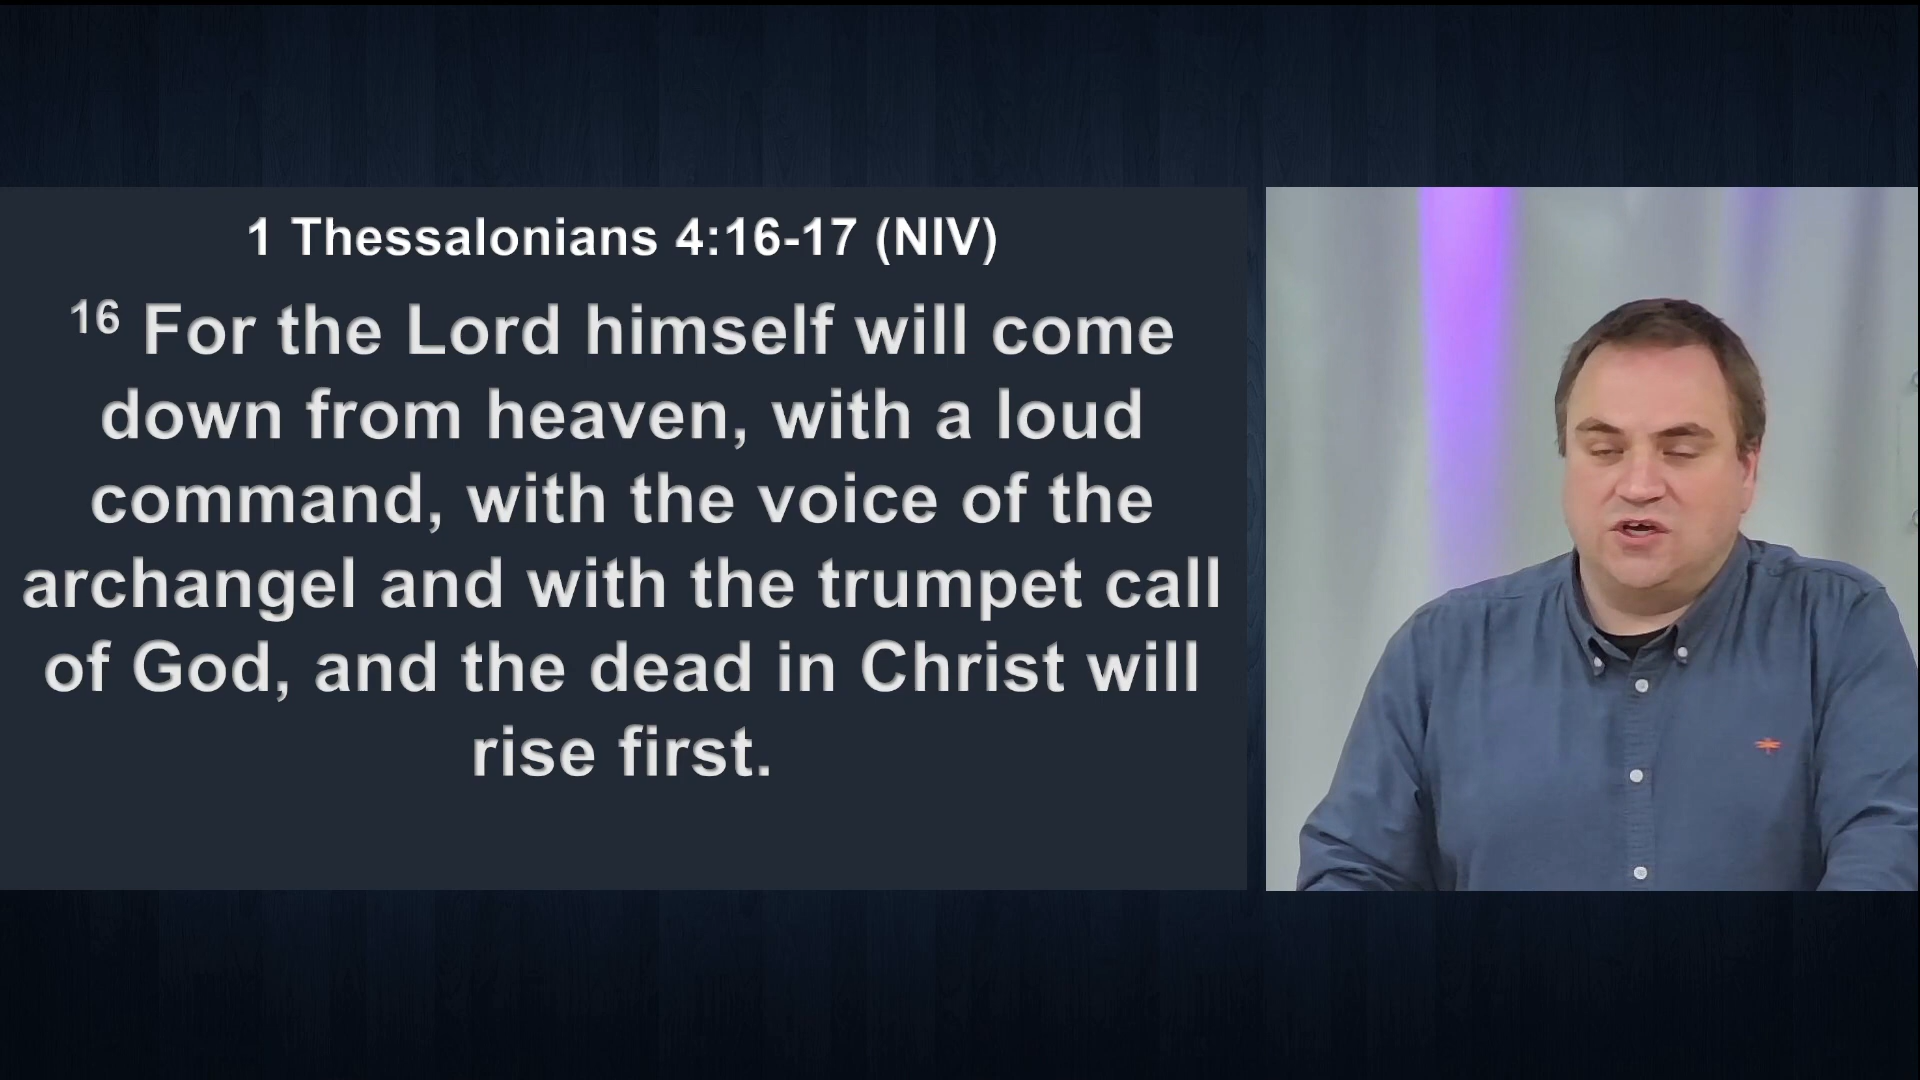 1 Thessalonians 4:16-17 (NIV)
16 For the Lord himself will come
down from heaven, with a loud
command, with the voice of the
archangel and with the trumpet call
of God, and the dead in Christ will
rise first.